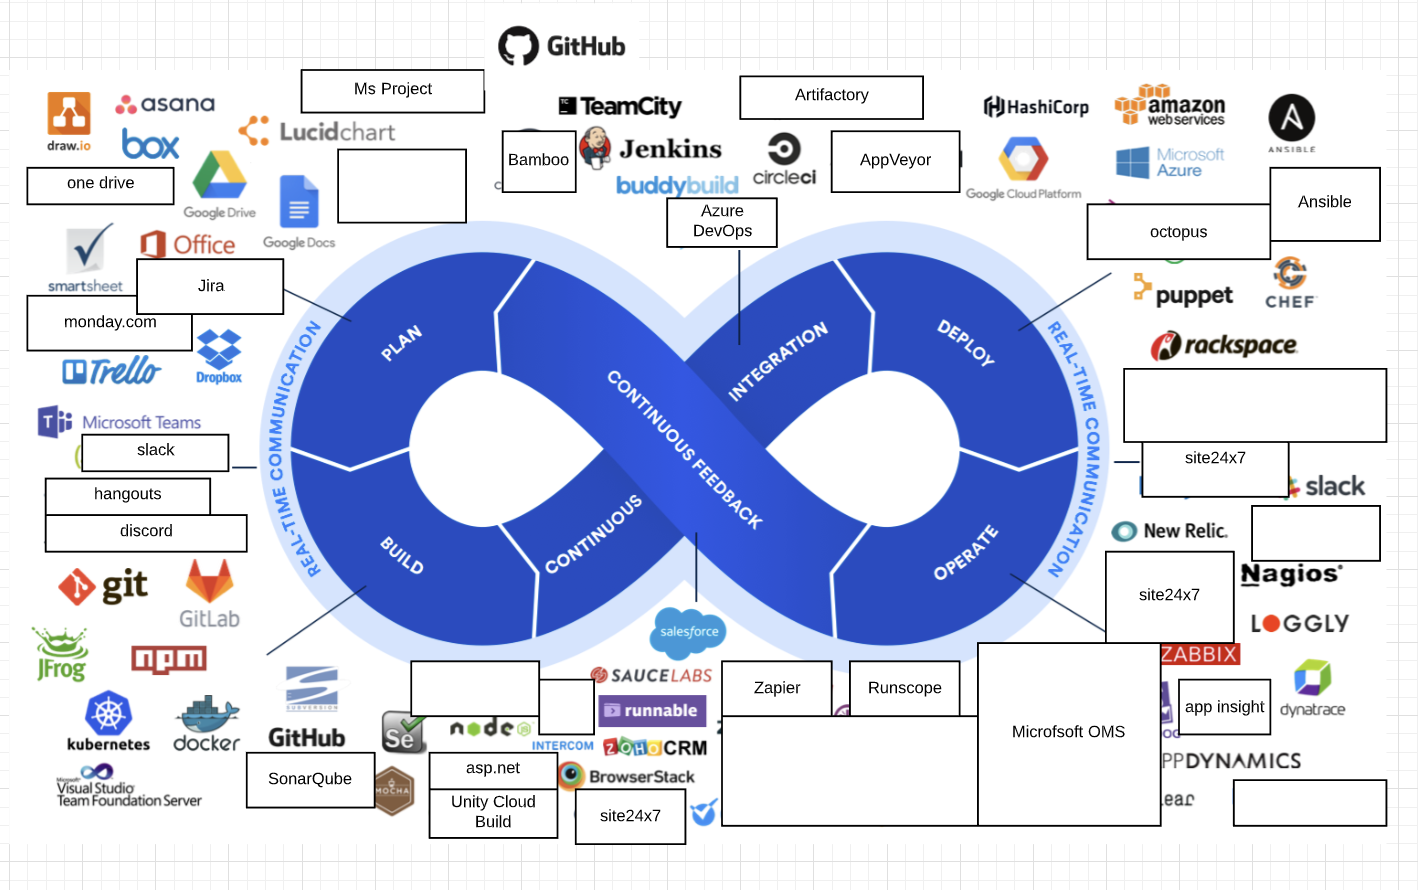 GitHub
Ms Project
draw.io
asana
box
Lucidchart
one drive
Google Drive
Google Docs
smartsheet
Office
Jira
monday.com
Trello
Dropbox
Microsoft Teams
slack
hangouts
discord
git
GitLab
JFrog
npm
kubernetes
docker
SUBVERSION
GitHub
Microsoft
Visual Studio
Team Foundation Server
SonarQube
TC
TeamCity
Bamboo
Jenkins
buddybuild
circleci
Artifactory
AppVeyor
Azure
DevOps
HashiCorp
amazon
web services
ANSIBLE
Google Cloud Platform
Microsoft
Azure
Ansible
octopus
puppet
CHEF
rackspace
site24x7
slack
New Relic.
site24x7
Nagios
LOGGLY
ZABBIX
app insight
dynatrace
PPDYNAMICS
ear
REAL-TIME COMMUNICATION
PLAN
BUILD
CONTINUOUS
INTEGRATION
CONTINUOUS FEEDBACK
DEPLOY
OPERATE
REAL-TIME COMMUNICATION
salesforce
SAUCELABS
runnable
Se
node
JS
INTERCOM
ZOHO CRM
BrowserStack
MOCHA
asp.net
Unity Cloud
Build
site24x7
Zapier
Runscope
Microfsoft OMS